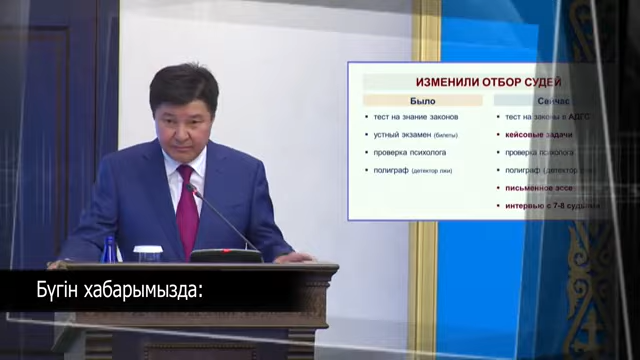 ИЗМЕНИЛИ ОТБОР СУДЕЙ
Было
• тест на знание законов
• устный экзамен (билеты)
• проверка психолога
• полиграф (детектор лжи)
Сейчас
• тест на законы в АДГС
• кейсовые задачи
• проверка психолога
• полиграф (детектор лжи)
• письменное эссе
• интервью с 7-8 судьями
Бүгін хабарымызда: